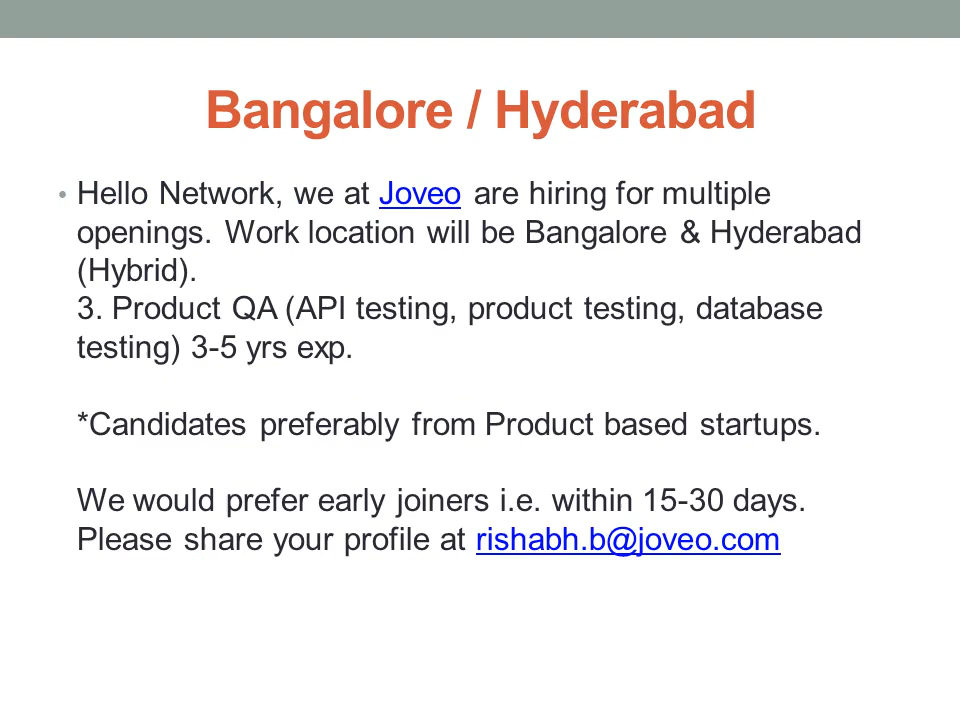 Bangalore / Hyderabad
• Hello Network, we at Joveo are hiring for multiple
openings. Work location will be Bangalore & Hyderabad
(Hybrid).
3. Product QA (API testing, product testing, database
testing) 3-5 yrs exp.
*Candidates preferably from Product based startups.
We would prefer early joiners i.e. within 15-30 days.
Please share your profile at rishabh.b@joveo.com